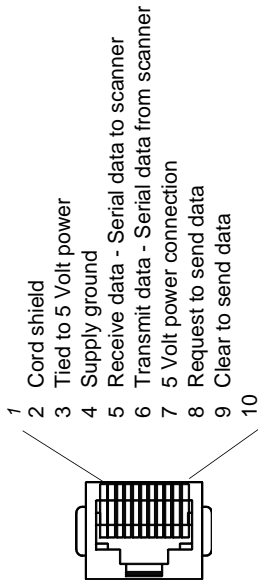 1
2 Cord shield
3 Tied to 5 Volt power
4 Supply ground
5 Receive data - Serial data to scanner
6 Transmit data - Serial data from scanner
7 5 Volt power connection
8 Request to send data
9 Clear to send data
10